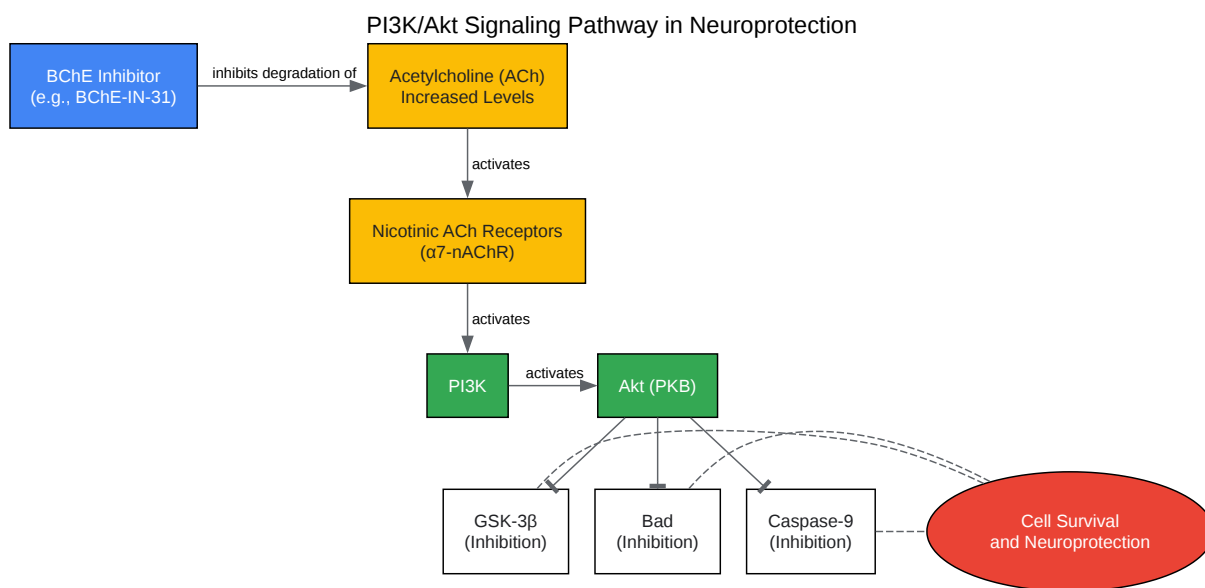 PI3K/Akt Signaling Pathway in Neuroprotection
BChE Inhibitor
(e.g., BChE-IN-31)
inhibits degradation of
Acetylcholine (ACh)
Increased Levels
activates
Nicotinic ACh Receptors
(α7-nAChR)
activates
PI3K
activates
Akt (PKB)
GSK-3β
(Inhibition)
Bad
(Inhibition)
Caspase-9
(Inhibition)
Cell Survival
and Neuroprotection